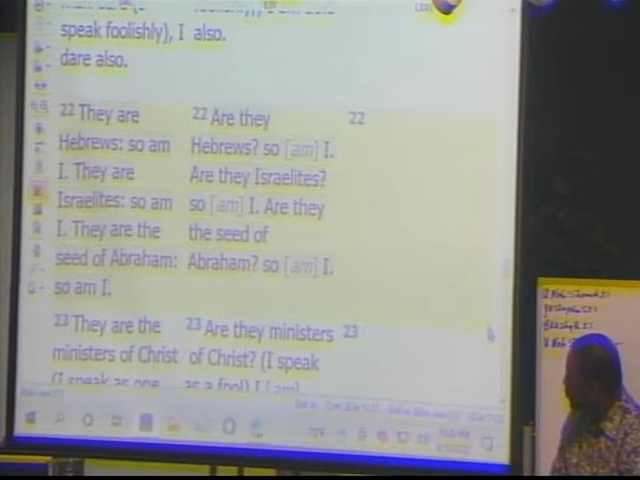 speak foolishly), I also.
dare also.
22 They are
Hebrews: so am
I. They are
Israelites: so am
I. They are the
seed of Abraham:
so am I.
22 Are they
Hebrews? so [am] I.
Are they Israelites?
so [am] I. Are they
the seed of
Abraham? so [am] I.
22
23 They are the
ministers of Christ
(I speak as one
23 Are they ministers
of Christ? (I speak
as a fool) I [am]
23